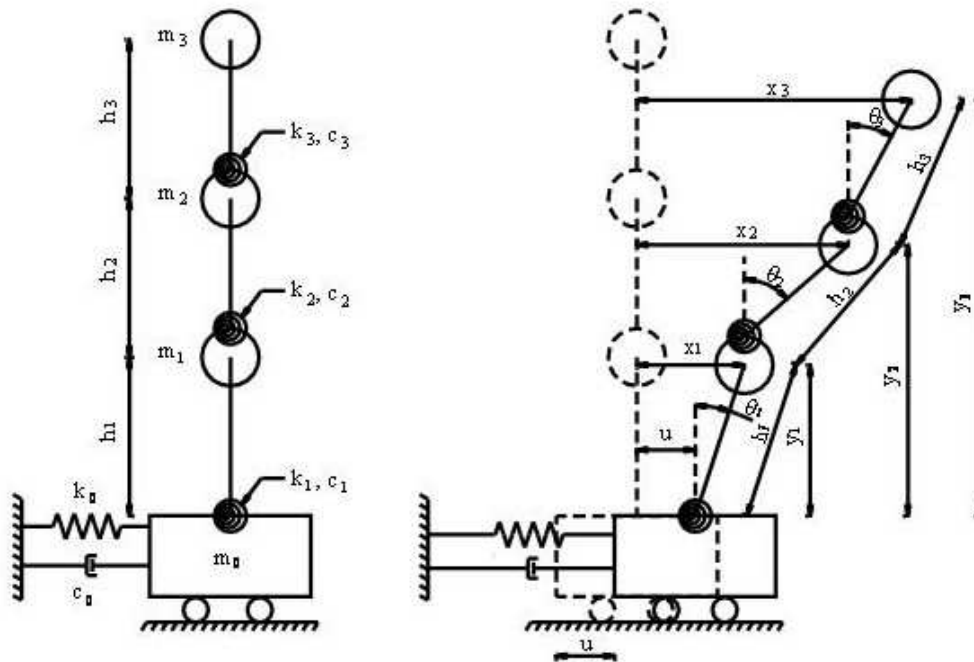 m₃
h₃
k₃, c₃
m₂
h₂
k₂, c₂
m₁
h₁
k₁, c₁
k₀
m₀
c₀
x₃
θ₃
h₃
x₂
θ₂
h₂
y₃
x₁
y₂
θ₁
u
h₁
y₁
u